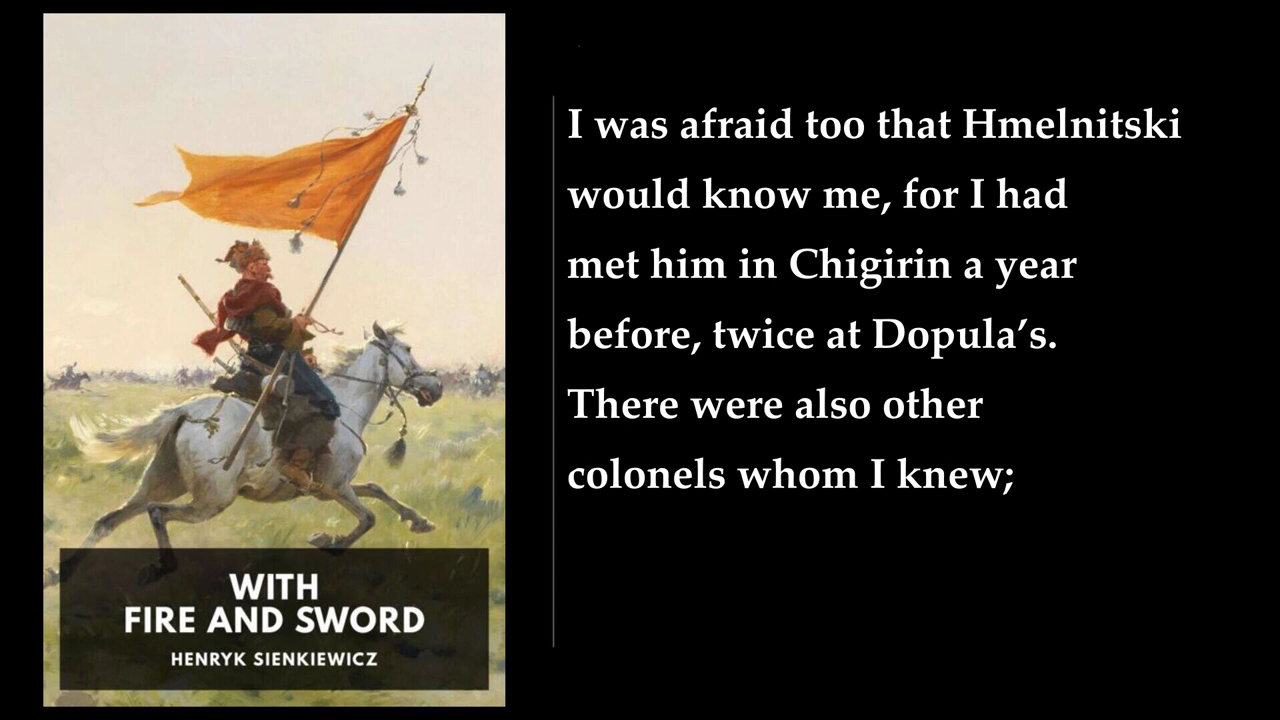 I was afraid too that Hmelnitski
would know me, for I had
met him in Chigirin a year
before, twice at Dopula’s.
There were also other
colonels whom I knew;
WITH
FIRE AND SWORD
HENRYK SIENKIEWICZ